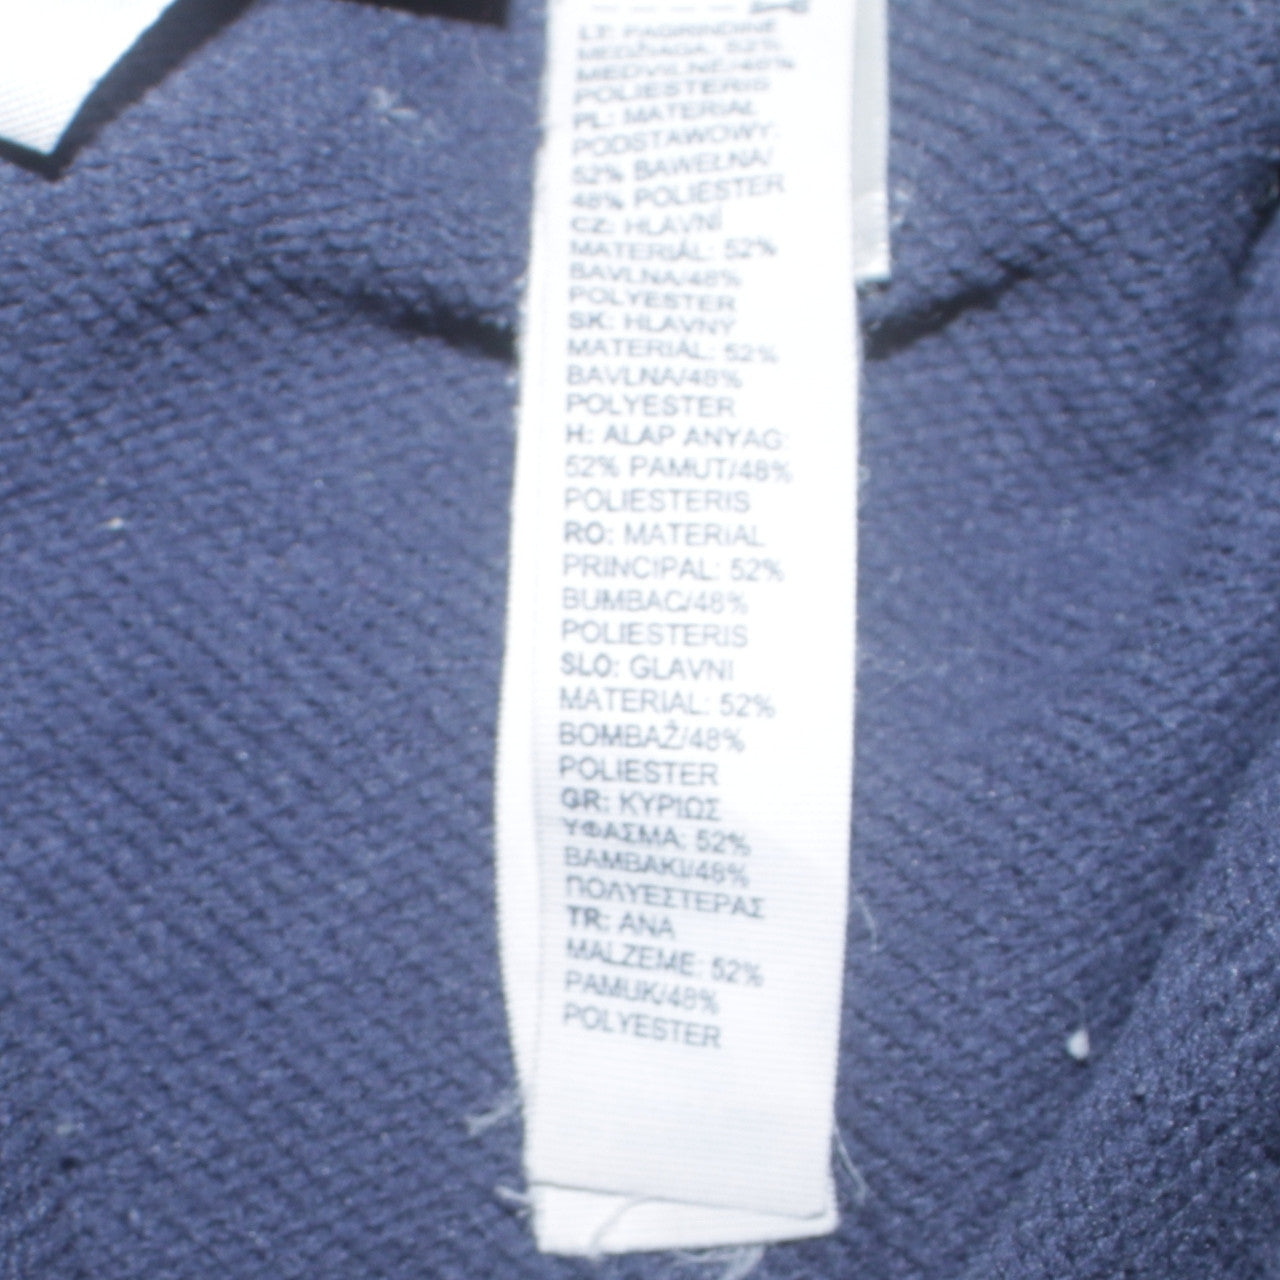 LT: PAGRINDINĖ
MEDŽIAGA: 52%
MEDVILNĖ/48%
POLIESTERIS
PL: MATERIAŁ
PODSTAWOWY:
52% BAWEŁNA/
48% POLIESTER
CZ: HLAVNÍ
MATERIÁL: 52%
BAVLNA/48%
POLYESTER
SK: HLAVNÝ
MATERIÁL: 52%
BAVLNA/48%
POLYESTER
H: ALAP ANYAG:
52% PAMUT/48%
POLIESTERIS
RO: MATERIAL
PRINCIPAL: 52%
BUMBAC/48%
POLIESTERIS
SLO: GLAVNI
MATERIAL: 52%
BOMBAŽ/48%
POLIESTER
GR: ΚΥΡΙΩΣ
ΥΦΑΣΜΑ: 52%
ΒΑΜΒΑΚΙ/48%
ΠΟΛΥΕΣΤΕΡΑΣ
TR: ANA
MALZEME: 52%
PAMUK/48%
POLYESTER